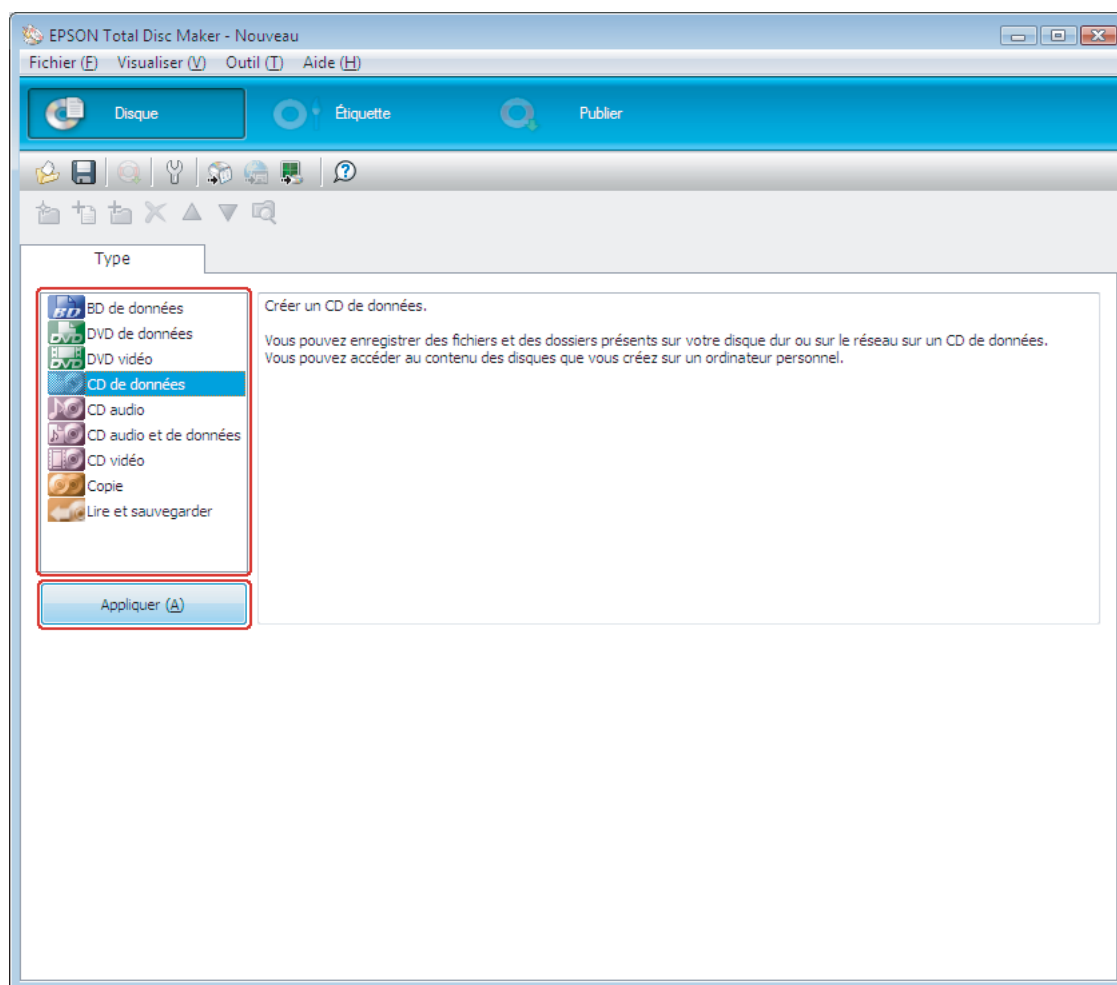 EPSON Total Disc Maker - Nouveau
Fichier (F) Visualiser (V) Outil (T) Aide (H)
Disque Étiquette Publier
Type
BD de données
DVD de données
DVD vidéo
CD de données
CD audio
CD audio et de données
CD vidéo
Copie
Lire et sauvegarder
Appliquer (A)
Créer un CD de données.
Vous pouvez enregistrer des fichiers et des dossiers présents sur votre disque dur ou sur le réseau sur un CD de données.
Vous pouvez accéder au contenu des disques que vous créez sur un ordinateur personnel.